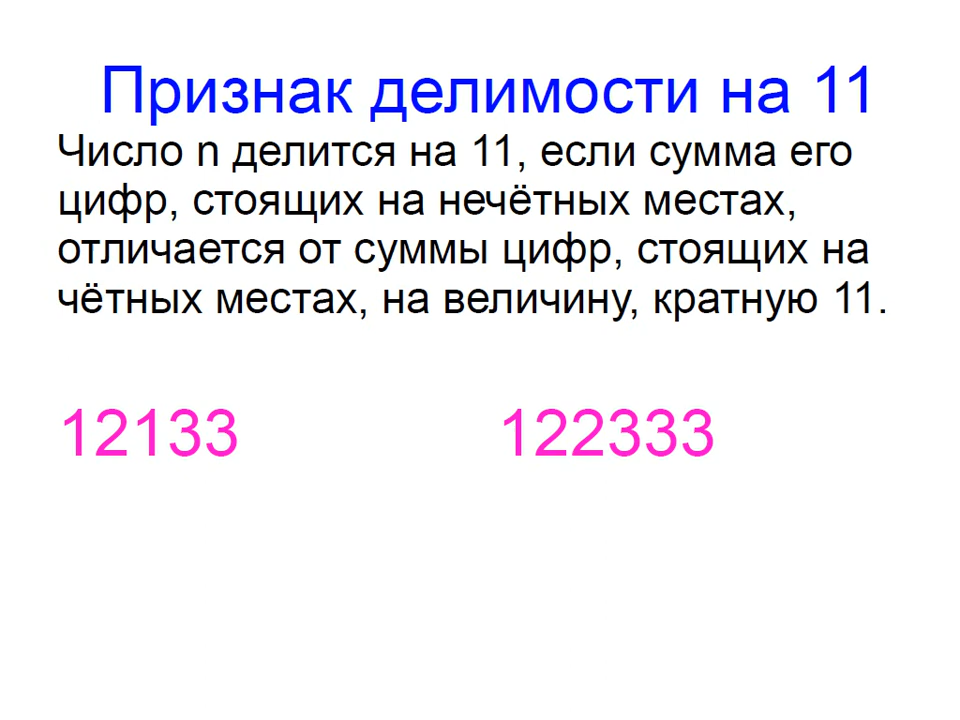 Признак делимости на 11
Число n делится на 11, если сумма его
цифр, стоящих на нечётных местах,
отличается от суммы цифр, стоящих на
чётных местах, на величину, кратную 11.
12133 122333